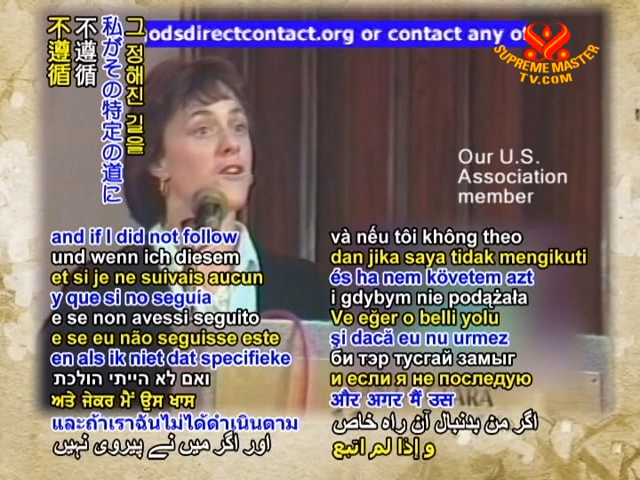 odsdirectcontact.org or contact any of
SUPREME MASTER
TV.COM
그 정해진 길을
私がその特定の道に
不遵循
不遵循
Our U.S.
Association
member
and if I did not follow
und wenn ich diesem
et si je ne suivais aucun
y que si no seguía
e se non avessi seguito
e se eu não seguisse este
en als ik niet dat specifieke
ואם לא הייתי הולכת
ਅਤੇ ਜੇਕਰ ਮੈਂ ਉਸ ਖਾਸ
และถ้าเราฉันไม่ได้ดำเนินตาม
اور اگر میں نے پیروی نہیں
và nếu tôi không theo
dan jika saya tidak mengikuti
és ha nem követem azt
i gdybym nie podążała
Ve eğer o belli yolu
şi dacă eu nu urmez
би тэр тусгай замыг
и если я не последую
और अगर मैं उस
اگر من بدنبال آن راه خاص
و إذا لم اتبع